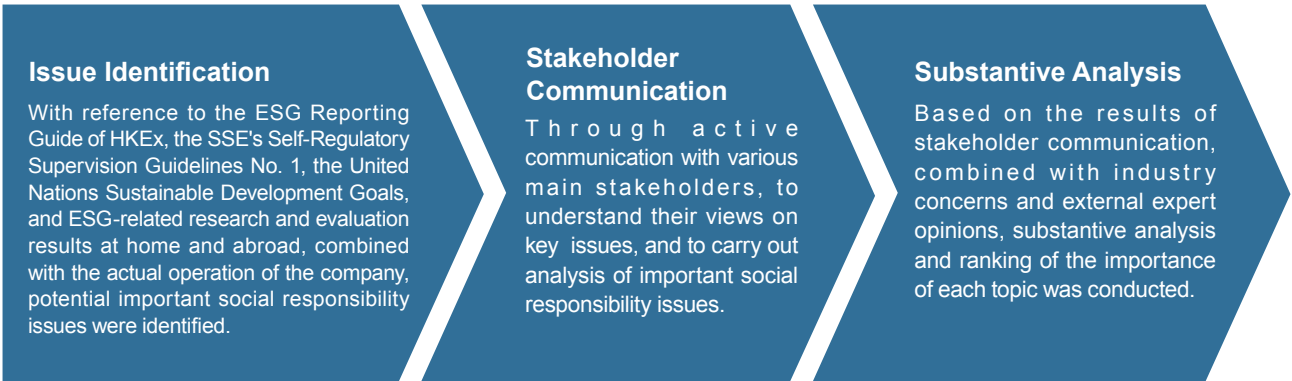 Issue Identification
With reference to the ESG Reporting
Guide of HKEx, the SSE's Self-Regulatory
Supervision Guidelines No. 1, the United
Nations Sustainable Development Goals,
and ESG-related research and evaluation
results at home and abroad, combined
with the actual operation of the company,
potential important social responsibility
issues were identified.
Stakeholder
Communication
Through active
communication with various
main stakeholders, to
understand their views on
key issues, and to carry out
analysis of important social
responsibility issues.
Substantive Analysis
Based on the results of
stakeholder communication,
combined with industry
concerns and external expert
opinions, substantive analysis
and ranking of the importance
of each topic was conducted.